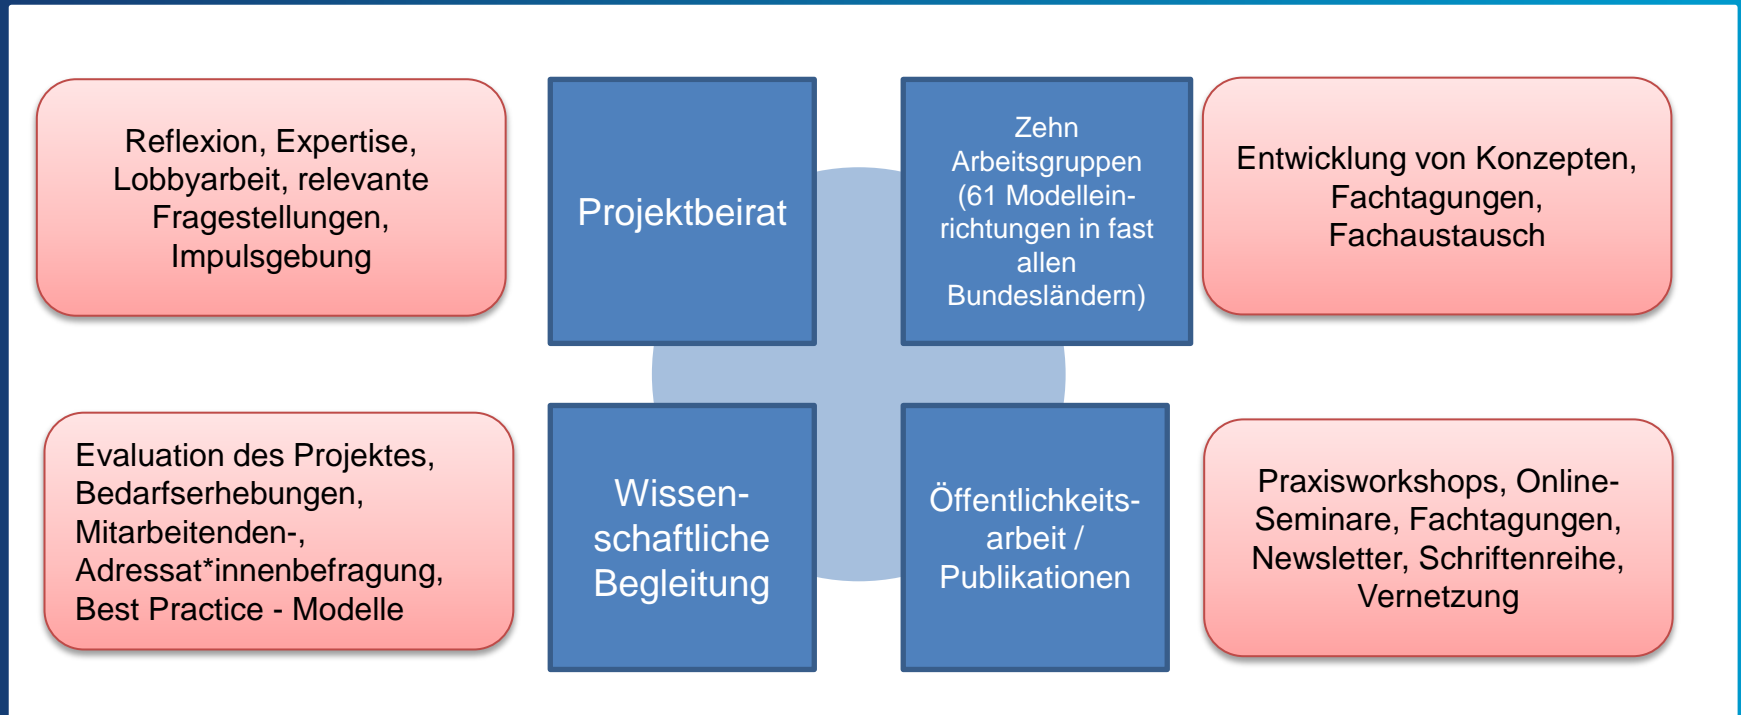 Reflexion, Expertise,
Lobbyarbeit, relevante
Fragestellungen,
Impulsgebung
Projektbeirat
Zehn
Arbeitsgruppen
(61 Modellein-
richtungen in fast
allen
Bundesländern)
Entwicklung von Konzepten,
Fachtagungen,
Fachaustausch
Evaluation des Projektes,
Bedarfserhebungen,
Mitarbeitenden-,
Adressat*innenbefragung,
Best Practice - Modelle
Wissen-
schaftliche
Begleitung
Öffentlichkeits-
arbeit /
Publikationen
Praxisworkshops, Online-
Seminare, Fachtagungen,
Newsletter, Schriftenreihe,
Vernetzung